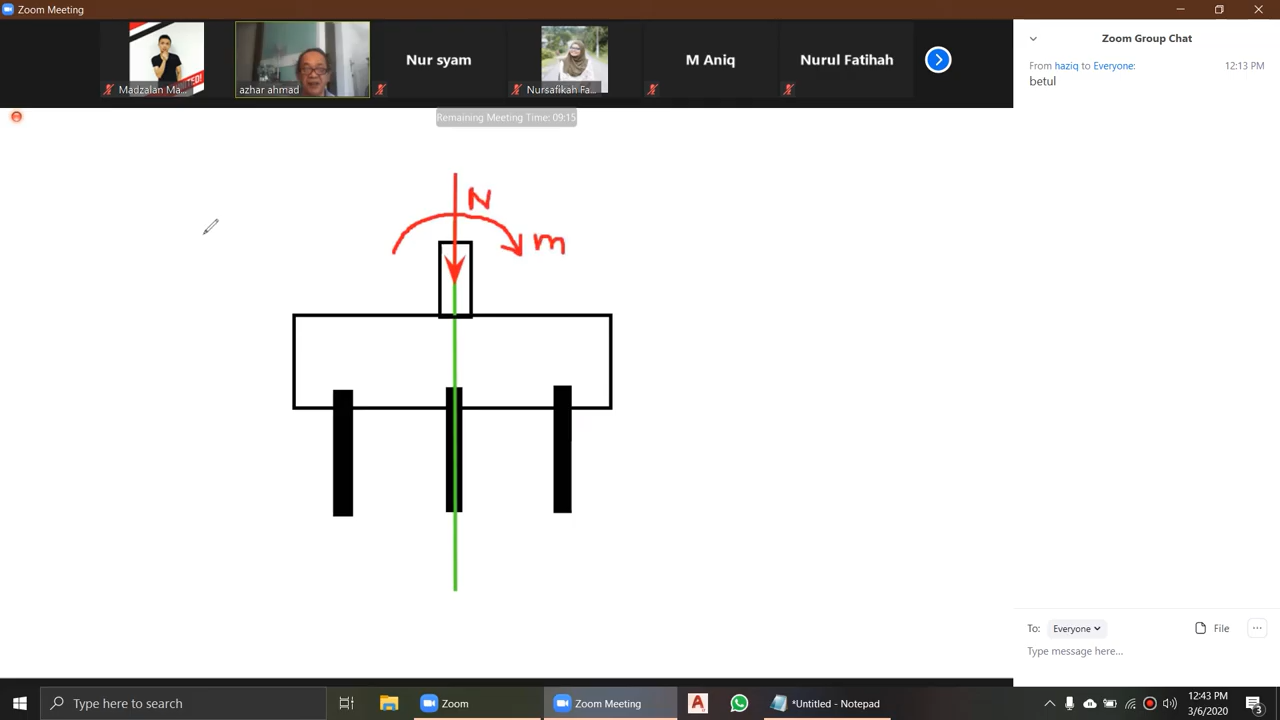 Zoom Meeting
Madzalan Ma...
azhar ahmad
Nur syam
Nursafikah Fa...
M Aniq
Nurul Fatihah
Remaining Meeting Time: 09:15
N
m
Zoom Group Chat
From haziq to Everyone:
12:13 PM
betul
To: Everyone
File
Type message here...
Type here to search
Zoom
Zoom Meeting
*Untitled - Notepad
12:43 PM
3/6/2020
3